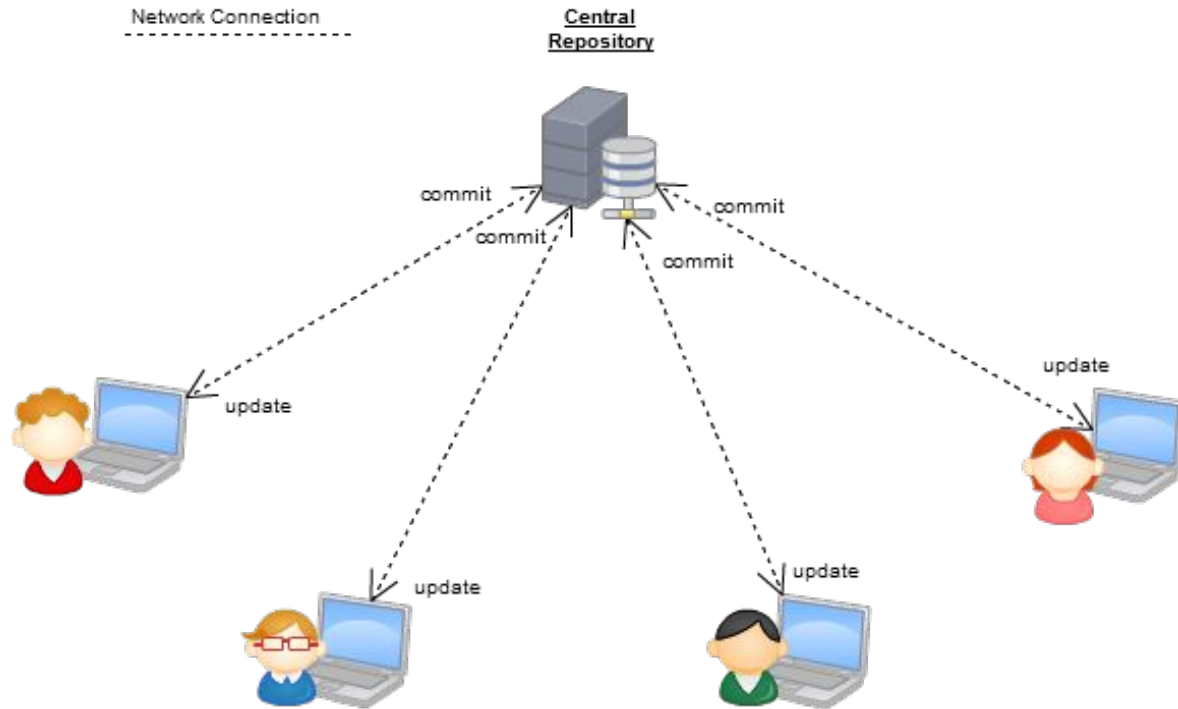 Network Connection
Central
Repository
commit
commit
commit
commit
update
update
update
update